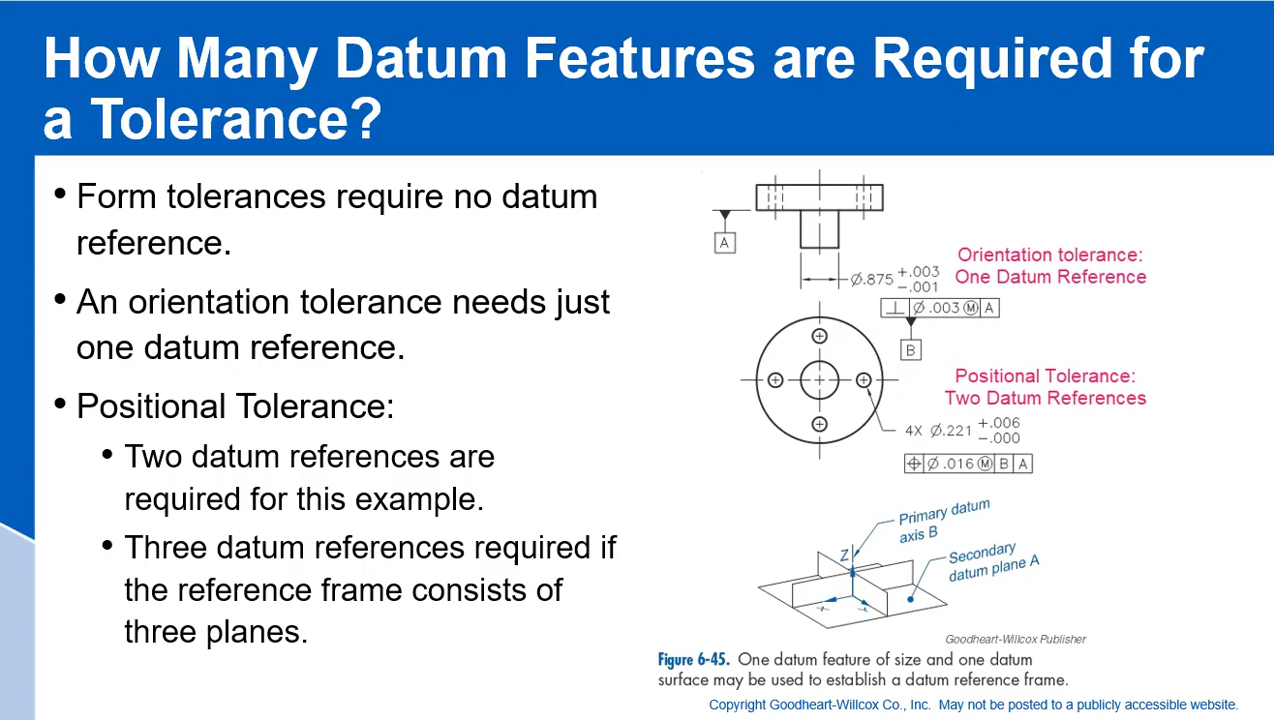 How Many Datum Features are Required for
a Tolerance?
• Form tolerances require no datum
reference.
• An orientation tolerance needs just
one datum reference.
• Positional Tolerance:
• Two datum references are
required for this example.
• Three datum references required if
the reference frame consists of
three planes.
A
Orientation tolerance:
One Datum Reference
Ø.875 +.003
–.001
⊥ Ø.003 Ⓜ A
B
Positional Tolerance:
Two Datum References
4X Ø.221 +.006
–.000
⌖ Ø.016 Ⓜ B A
Primary datum
axis B
Secondary
datum plane A
Z
X
Y
Goodheart-Willcox Publisher
Figure 6-45. One datum feature of size and one datum
surface may be used to establish a datum reference frame.
Copyright Goodheart-Willcox Co., Inc. May not be posted to a publicly accessible website.